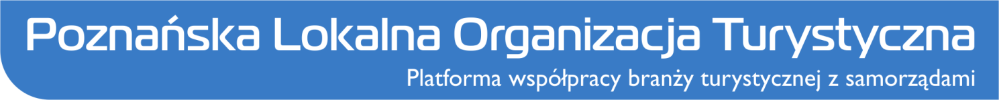 Poznańska Lokalna Organizacja Turystyczna
Platforma współpracy branży turystycznej z samorządami